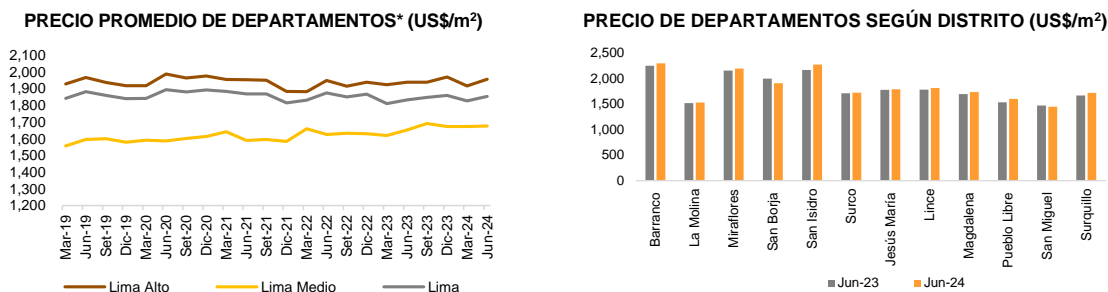 PRECIO PROMEDIO DE DEPARTAMENTOS* (US$/m²)
2,100
2,000
1,900
1,800
1,700
1,600
1,500
1,400
1,300
1,200
Mar-19
Jun-19
Set-19
Dic-19
Mar-20
Jun-20
Set-20
Dic-20
Mar-21
Jun-21
Set-21
Dic-21
Mar-22
Jun-22
Set-22
Dic-22
Mar-23
Jun-23
Set-23
Dic-23
Mar-24
Jun-24
Lima Alto
Lima Medio
Lima
PRECIO DE DEPARTAMENTOS SEGÚN DISTRITO (US$/m²)
2,500
2,000
1,500
1,000
500
0
Barranco
La Molina
Miraflores
San Borja
San Isidro
Surco
Jesús María
Lince
Magdalena
Pueblo Libre
San Miguel
Surquillo
Jun-23
Jun-24